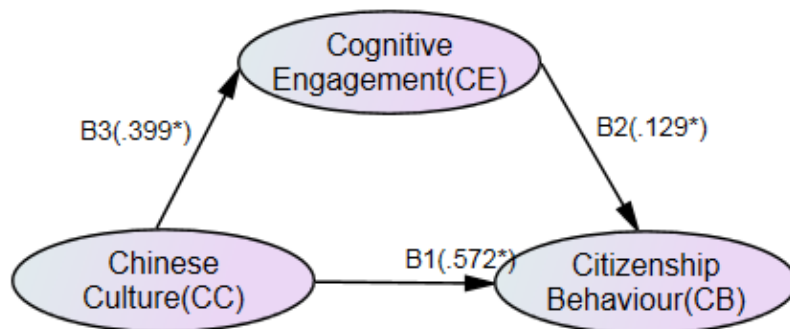 Cognitive
Engagement(CE)
B3(.399*)
B2(.129*)
Chinese
Culture(CC)
B1(.572*)
Citizenship
Behaviour(CB)